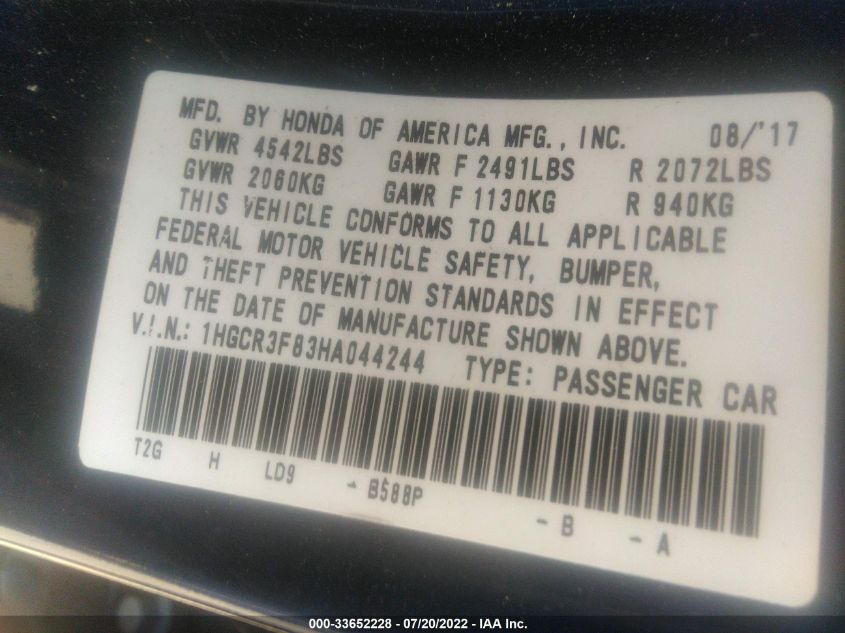 MFD. BY HONDA OF AMERICA MFG., INC. 08/'17
GVWR 4542LBS GAWR F 2491LBS R 2072LBS
GVWR 2060KG GAWR F 1130KG R 940KG
THIS VEHICLE CONFORMS TO ALL APPLICABLE
FEDERAL MOTOR VEHICLE SAFETY, BUMPER,
AND THEFT PREVENTION STANDARDS IN EFFECT
ON THE DATE OF MANUFACTURE SHOWN ABOVE.
V.I.N.: 1HGCR3F83HA044244 TYPE: PASSENGER CAR
T2G H LD9 - B588P - B - A
000-33652228 - 07/20/2022 - IAA Inc.